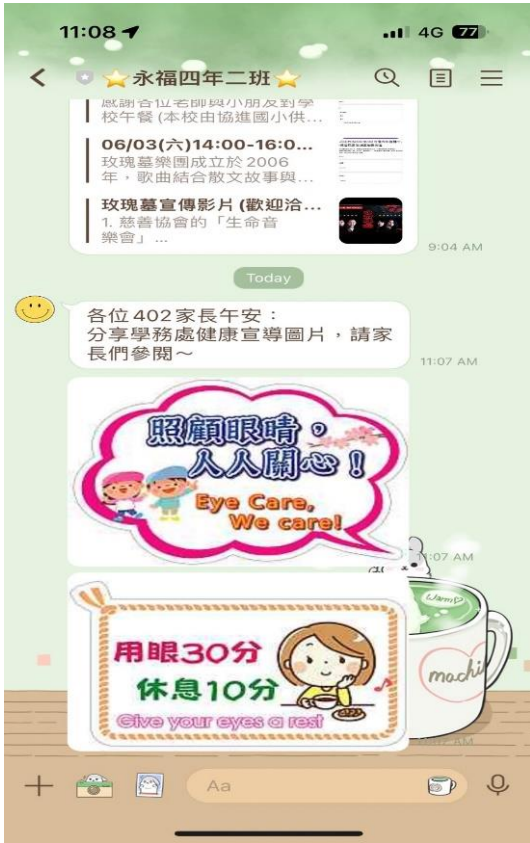 11:08
4G 77
⭐永福四年二班⭐
感謝各位老師與小朋友對學
校午餐 (本校由協進國小供...
06/03(六)14:00-16:0...
玫瑰墓樂團成立於2006
年，歌曲結合散文故事與...
玫瑰墓宣傳影片 (歡迎洽...
1. 慈善協會的「生命音
樂會」...
9:04 AM
Today
各位402家長午安：
分享學務處健康宣導圖片，請家
長們參閱～
11:07 AM
照顧眼睛。
人人關心！
Eye Care,
We care!
11:07 AM
Warm
用眼30分
休息10分
Give your eyes a rest
mochi
11:07 AM
Aa